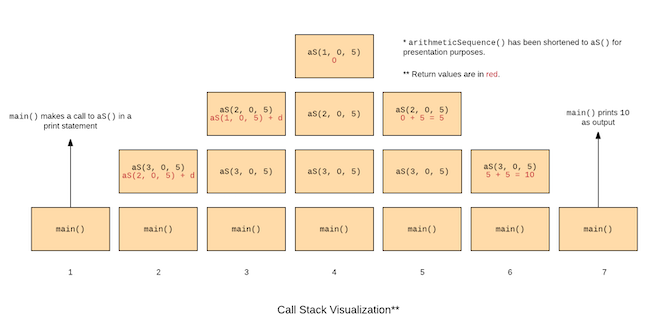 aS(1, 0, 5)
0
* arithmeticSequence() has been shortened to aS() for
presentation purposes.
** Return values are in red.
main() makes a call to aS() in a
print statement
aS(2, 0, 5)
aS(1, 0, 5) + d
aS(2, 0, 5)
aS(2, 0, 5)
0 + 5 = 5
main() prints 10
as output
aS(3, 0, 5)
aS(2, 0, 5) + d
aS(3, 0, 5)
aS(3, 0, 5)
aS(3, 0, 5)
aS(3, 0, 5)
5 + 5 = 10
main()
main()
main()
main()
main()
main()
main()
1
2
3
4
5
6
7
Call Stack Visualization**